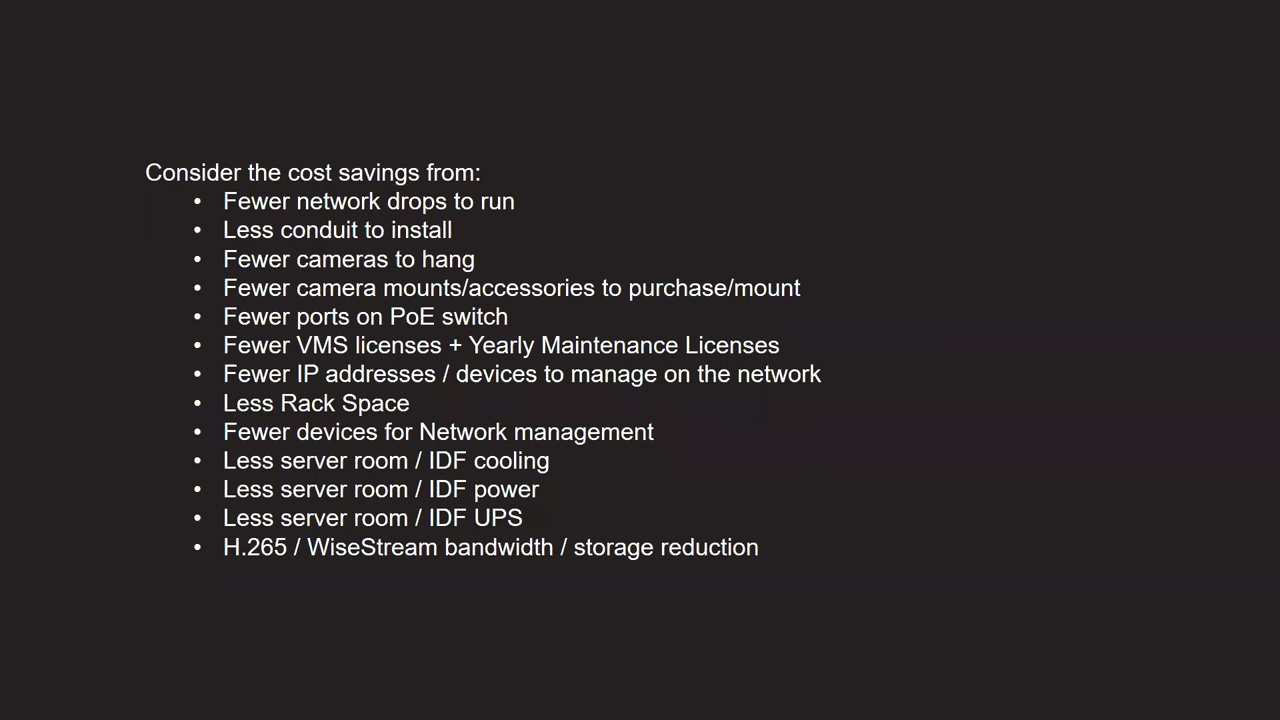 Consider the cost savings from:
• Fewer network drops to run
• Less conduit to install
• Fewer cameras to hang
• Fewer camera mounts/accessories to purchase/mount
• Fewer ports on PoE switch
• Fewer VMS licenses + Yearly Maintenance Licenses
• Fewer IP addresses / devices to manage on the network
• Less Rack Space
• Fewer devices for Network management
• Less server room / IDF cooling
• Less server room / IDF power
• Less server room / IDF UPS
• H.265 / WiseStream bandwidth / storage reduction